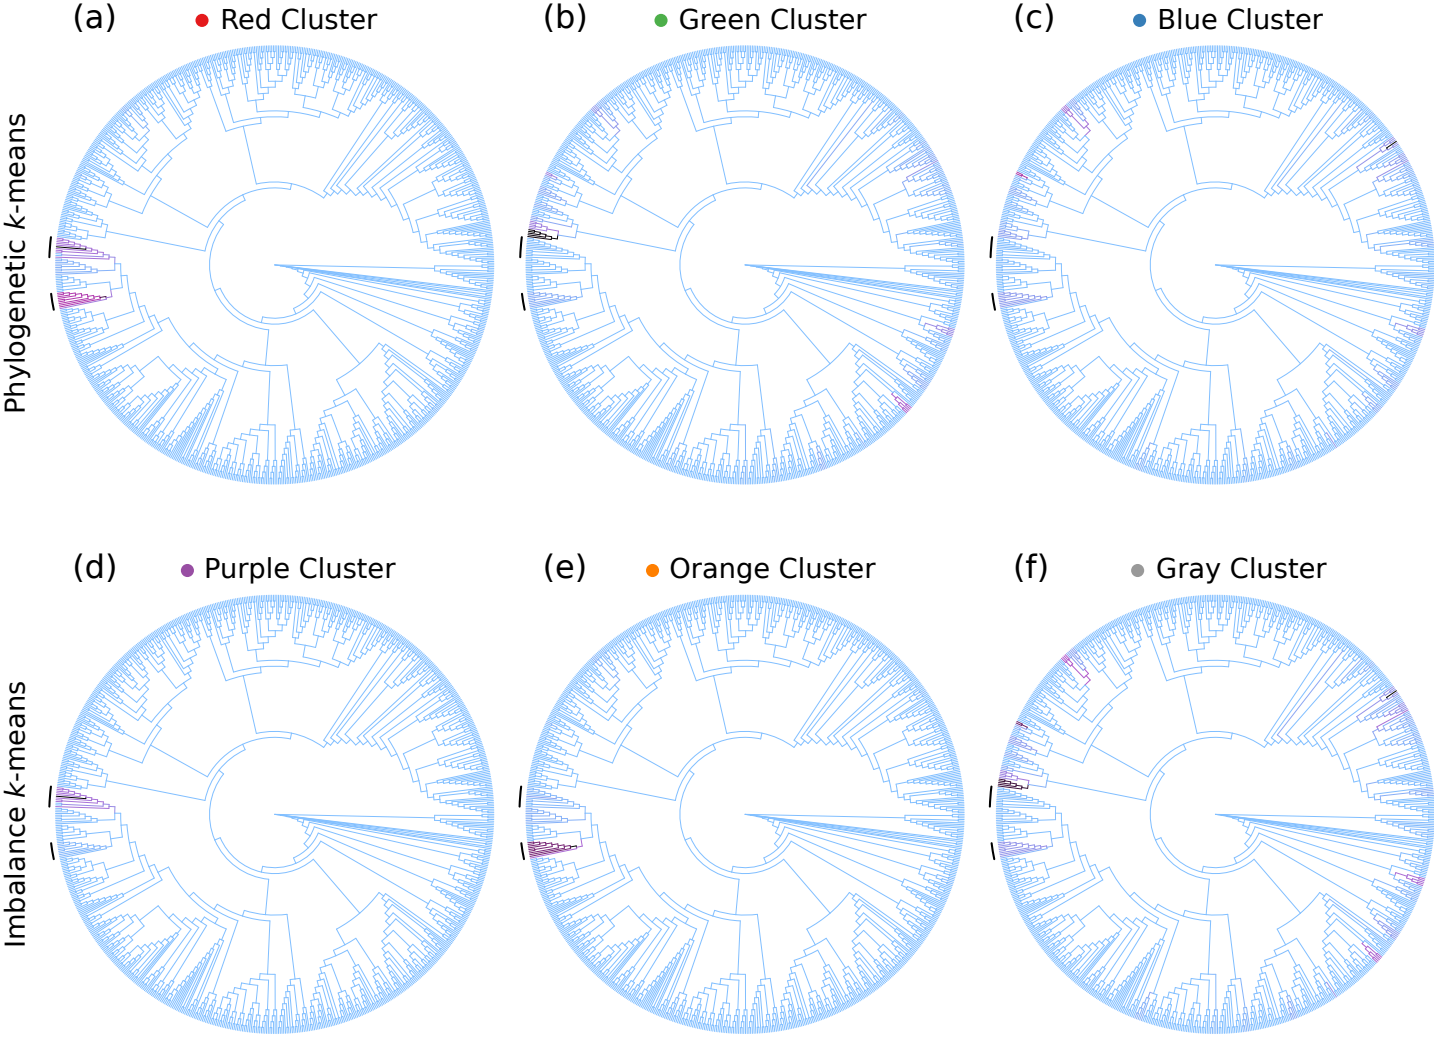 (a) Red Cluster
(b) Green Cluster
(c) Blue Cluster
Phylogenetic k-means
(d) Purple Cluster
(e) Orange Cluster
(f) Gray Cluster
Imbalance k-means